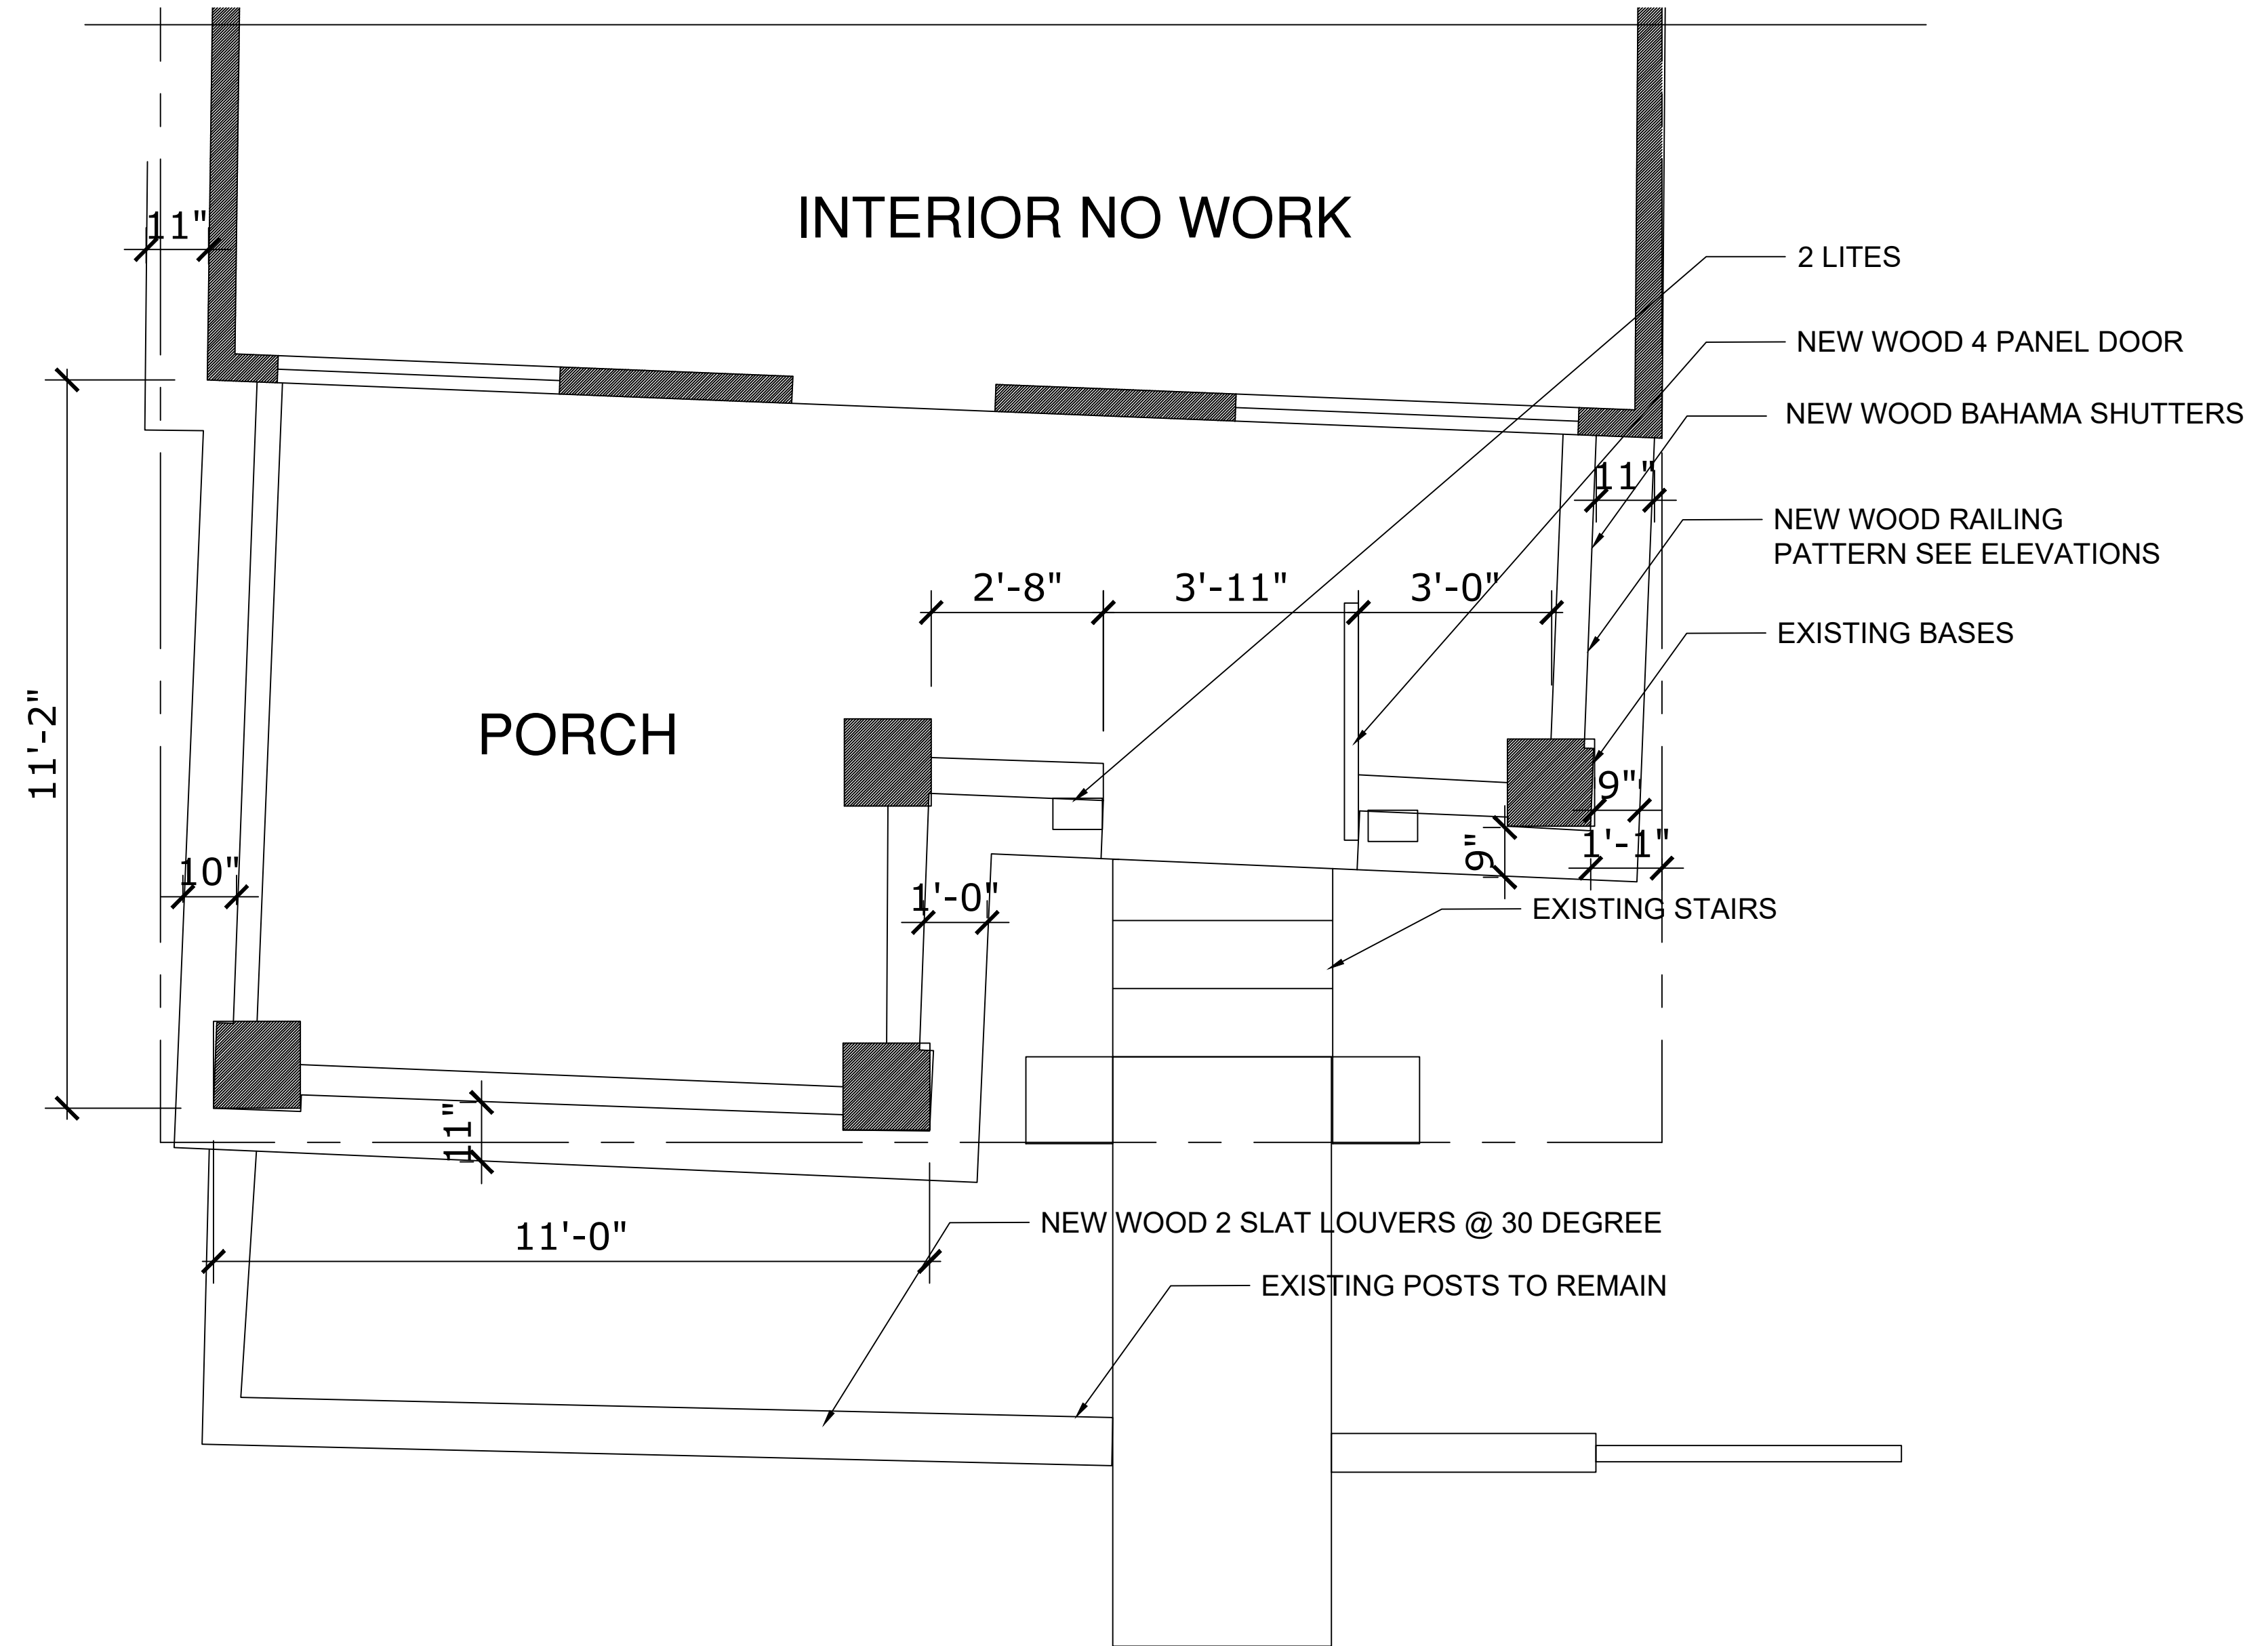 11"
INTERIOR NO WORK
2 LITES
NEW WOOD 4 PANEL DOOR
NEW WOOD BAHAMA SHUTTERS
11"
NEW WOOD RAILING
PATTERN SEE ELEVATIONS
2'-8"
3'-11"
3'-0"
EXISTING BASES
11'-2"
PORCH
9"
9"
1'-1"
10"
1'-0"
EXISTING STAIRS
11"
11'-0"
NEW WOOD 2 SLAT LOUVERS @ 30 DEGREE
EXISTING POSTS TO REMAIN